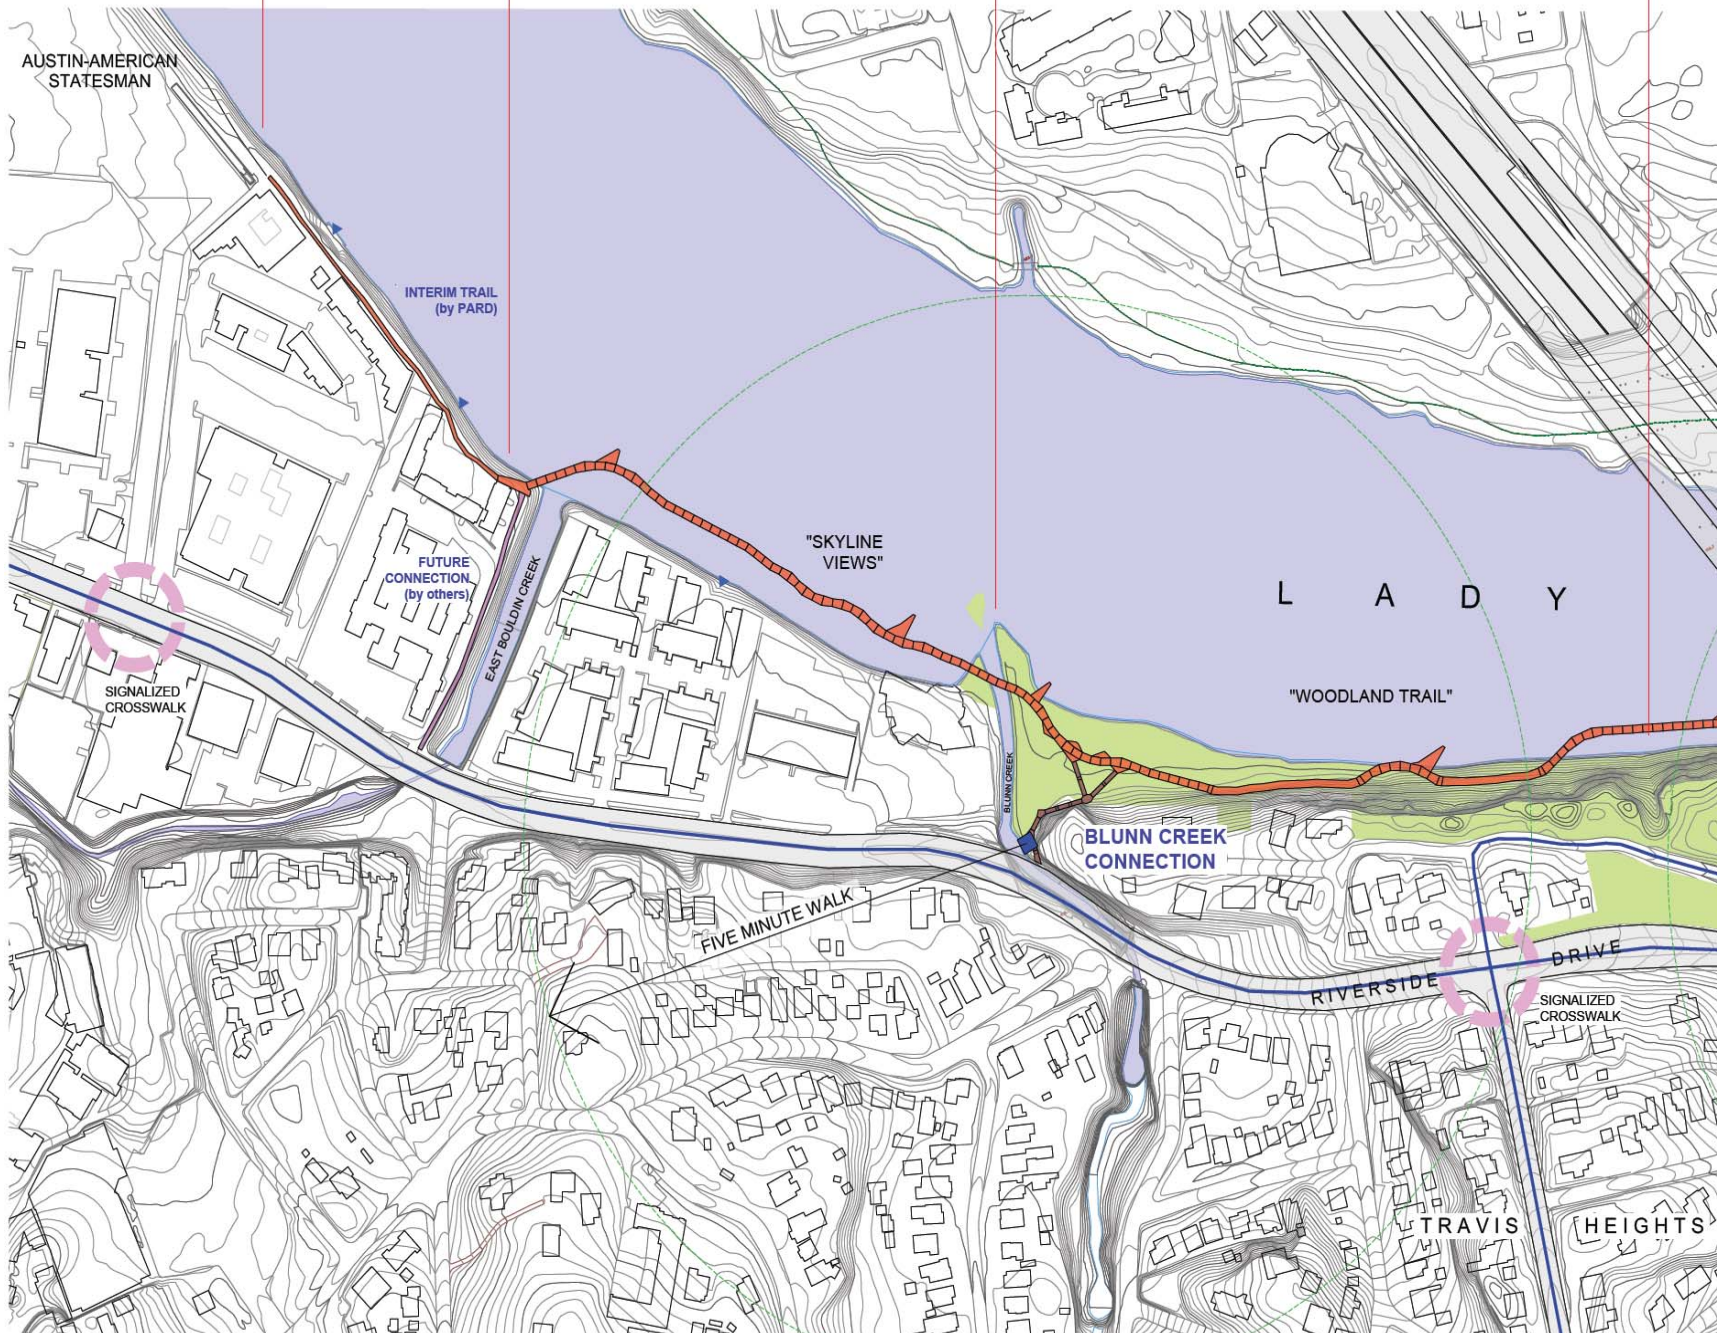 AUSTIN-AMERICAN
STATESMAN
INTERIM TRAIL
(by PARD)
"SKYLINE
VIEWS"
FUTURE
CONNECTION
(by others)
EAST BOULDIN CREEK
L A D Y
SIGNALIZED
CROSSWALK
"WOODLAND TRAIL"
BLUNN CREEK
BLUNN CREEK
CONNECTION
FIVE MINUTE WALK
RIVERSIDE DRIVE
SIGNALIZED
CROSSWALK
TRAVIS HEIGHTS